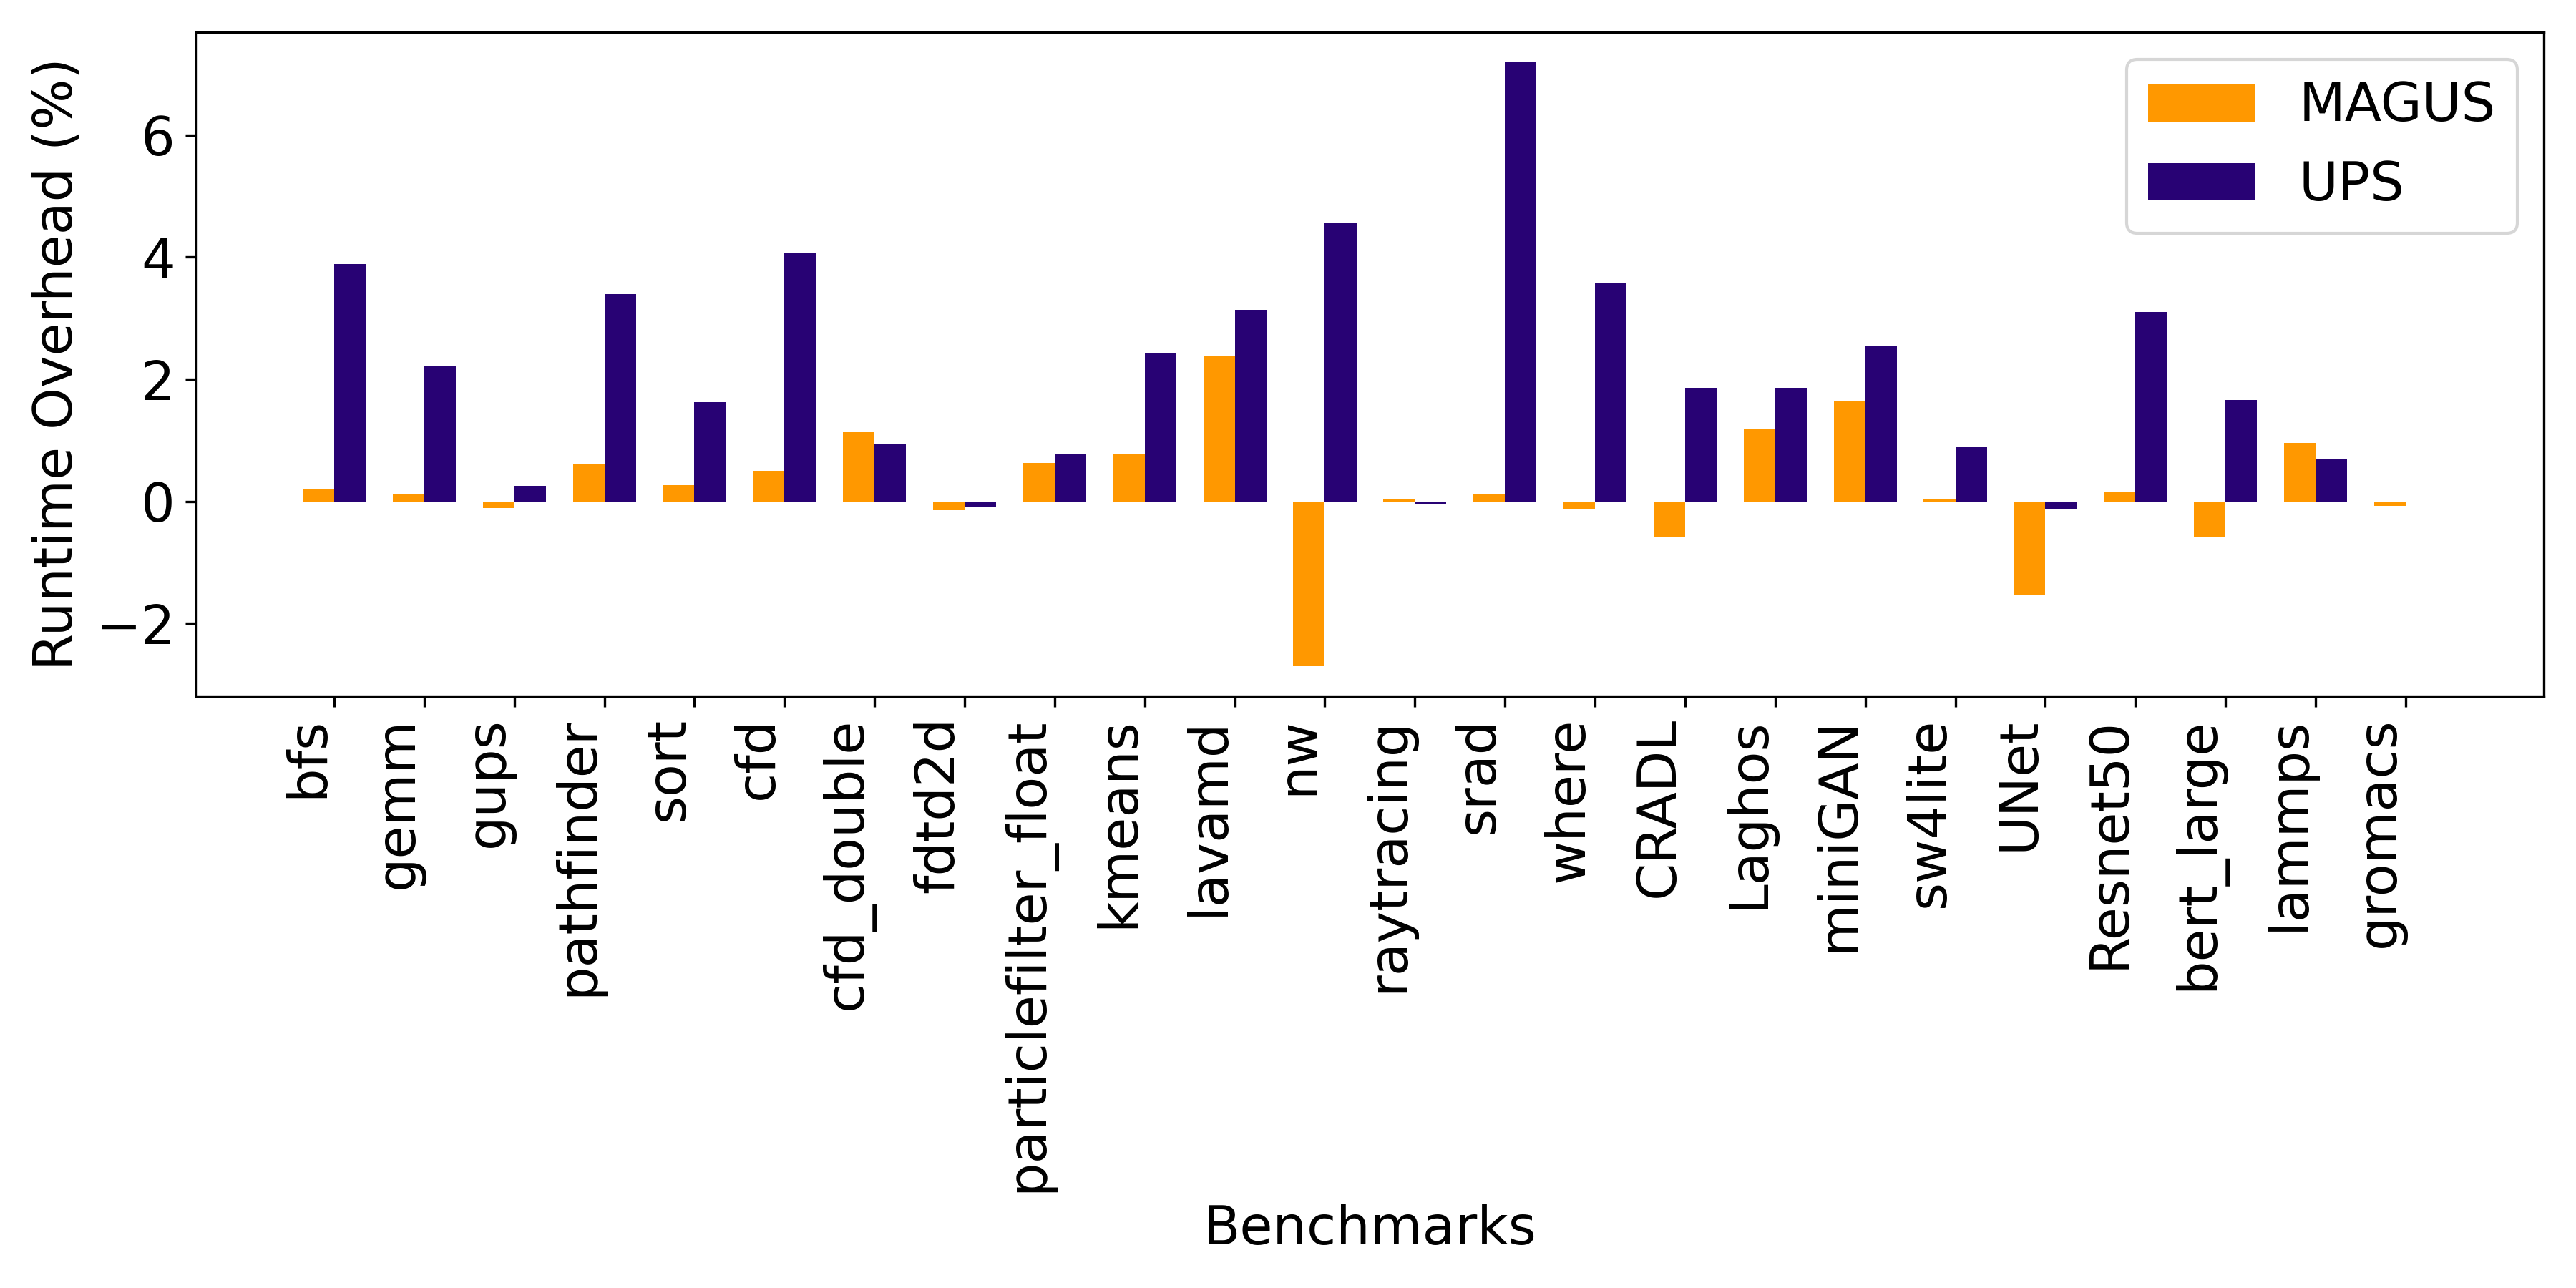 Runtime Overhead (%)
6
4
2
0
−2
MAGUS
UPS
bfs
gemm
gups
pathfinder
sort
cfd
cfd_double
fdtd2d
particlefilter_float
kmeans
lavamd
nw
raytracing
srad
where
CRADL
Laghos
miniGAN
sw4lite
UNet
Resnet50
bert_large
lammps
gromacs
Benchmarks